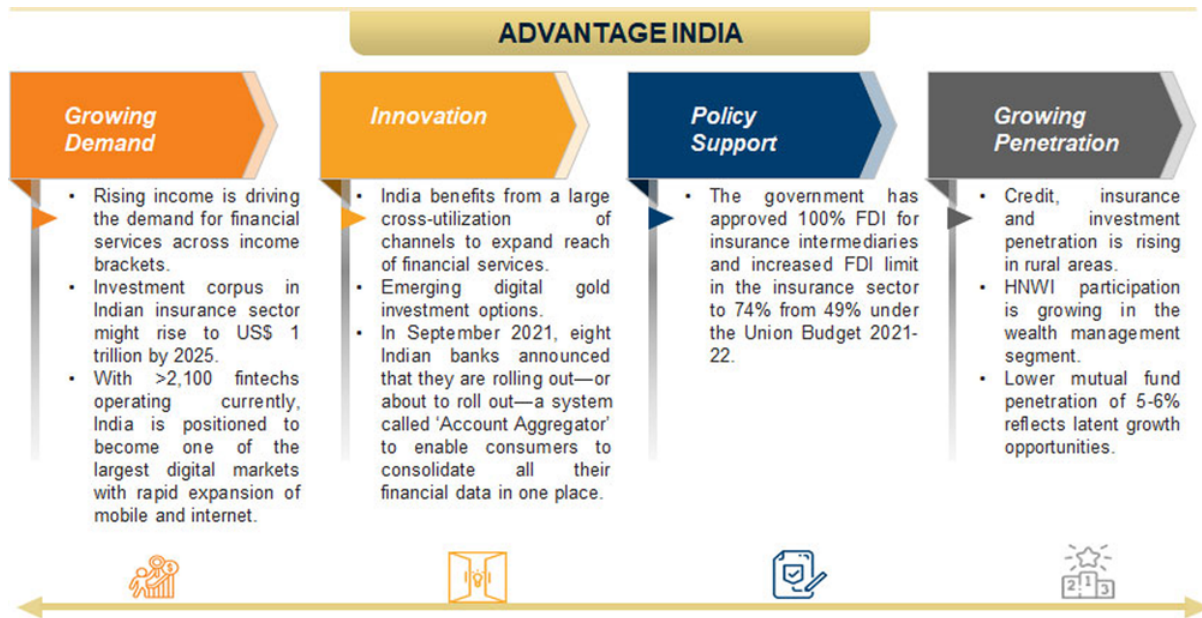 ADVANTAGE INDIA
Growing
Demand
• Rising income is driving
the demand for financial
services across income
brackets.
• Investment corpus in
Indian insurance sector
might rise to US$ 1
trillion by 2025.
• With >2,100 fintechs
operating currently,
India is positioned to
become one of the
largest digital markets
with rapid expansion of
mobile and internet.
Innovation
• India benefits from a large
cross-utilization of
channels to expand reach
of financial services.
• Emerging digital gold
investment options.
• In September 2021, eight
Indian banks announced
that they are rolling out—or
about to roll out—a system
called ‘Account Aggregator’
to enable consumers to
consolidate all their
financial data in one place.
Policy
Support
• The government has
approved 100% FDI for
insurance intermediaries
and increased FDI limit
in the insurance sector
to 74% from 49% under
the Union Budget 2021-
22.
Growing
Penetration
• Credit, insurance
and investment
penetration is rising
in rural areas.
• HNWI participation
is growing in the
wealth management
segment.
• Lower mutual fund
penetration of 5-6%
reflects latent growth
opportunities.
$
2 1 3